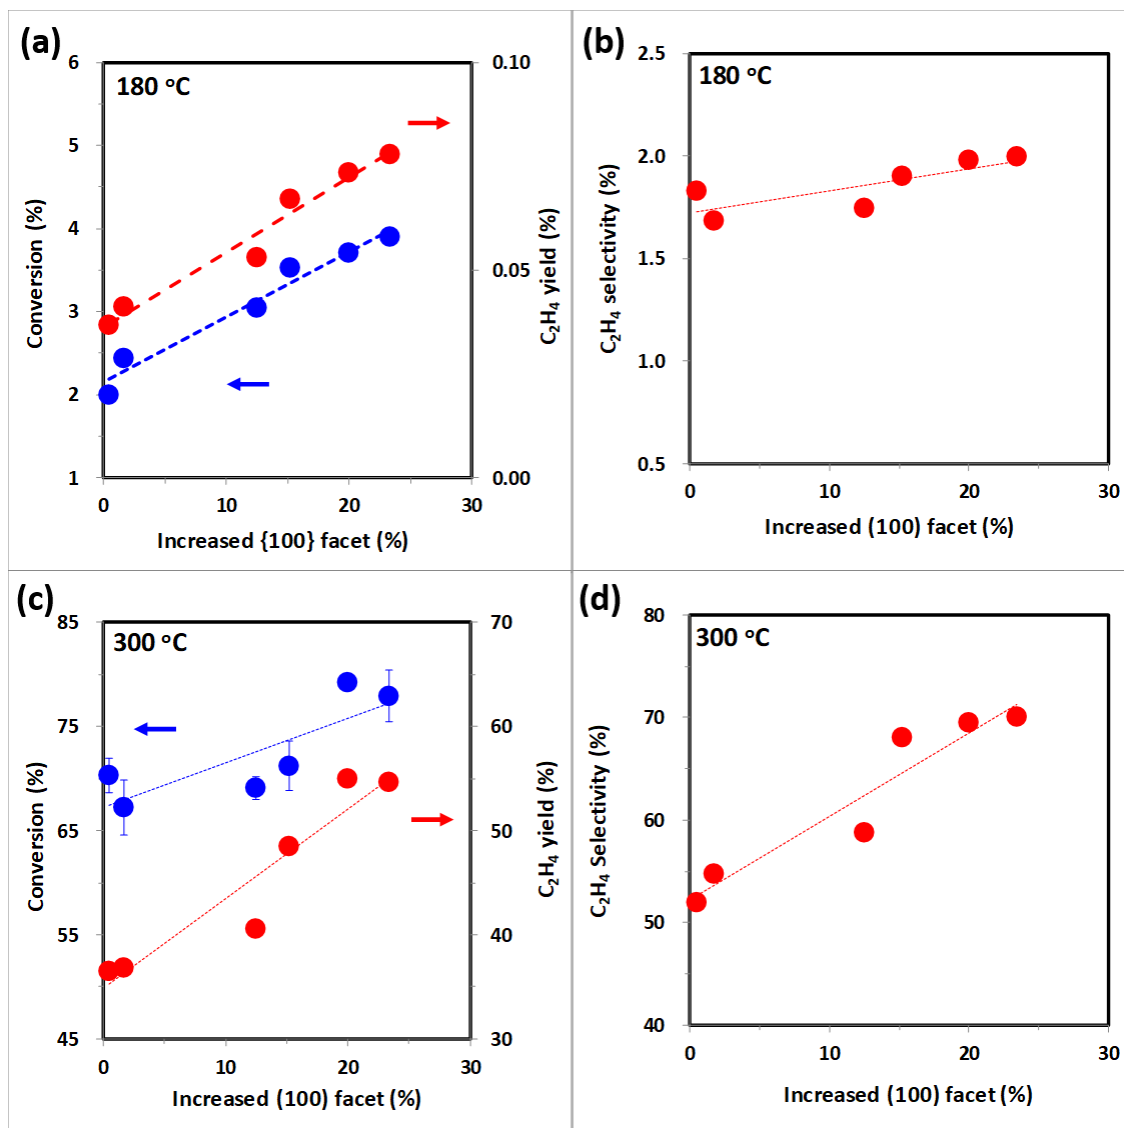 (a)
180 °C
6
5
4
3
2
1
Conversion (%)
0.10
0.05
0.00
C₂H₄ yield (%)
0 10 20 30
Increased {100} facet (%)
(b)
180 °C
2.5
2.0
1.5
1.0
0.5
C₂H₄ selectivity (%)
0 10 20 30
Increased (100) facet (%)
(c)
300 °C
85
75
65
55
45
Conversion (%)
70
60
50
40
30
C₂H₄ yield (%)
0 10 20 30
Increased (100) facet (%)
(d)
300 °C
80
70
60
50
40
C₂H₄ Selectivity (%)
0 10 20 30
Increased (100) facet (%)